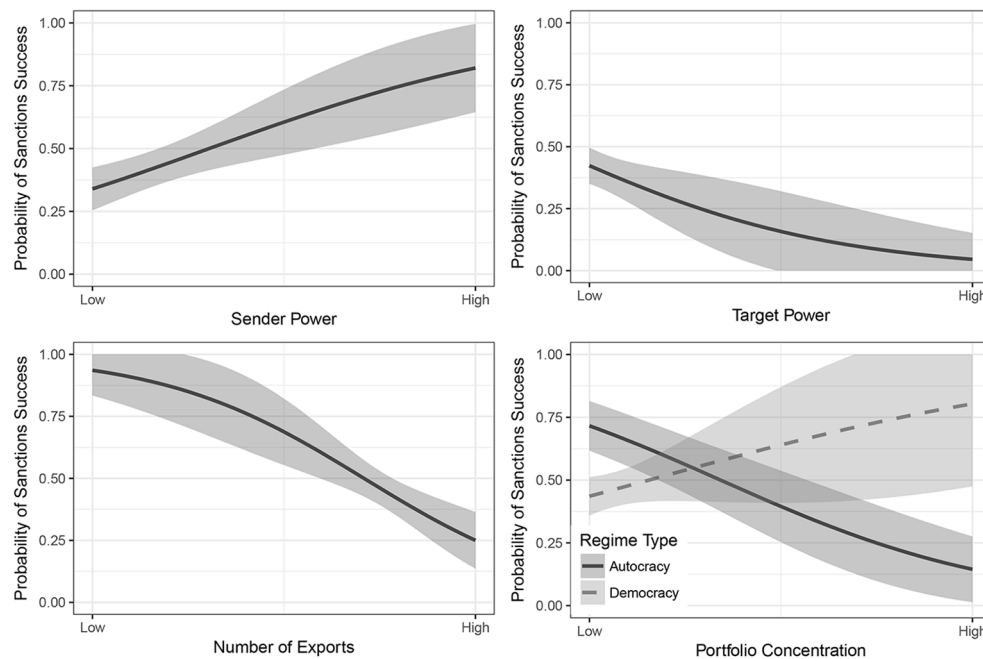 Probability of Sanctions Success
1.00
0.75
0.50
0.25
0.00
Low
High
Sender Power
Probability of Sanctions Success
1.00
0.75
0.50
0.25
0.00
Low
High
Target Power
Probability of Sanctions Success
1.00
0.75
0.50
0.25
0.00
Low
High
Number of Exports
Probability of Sanctions Success
1.00
0.75
0.50
0.25
0.00
Regime Type
Autocracy
Democracy
Low
High
Portfolio Concentration